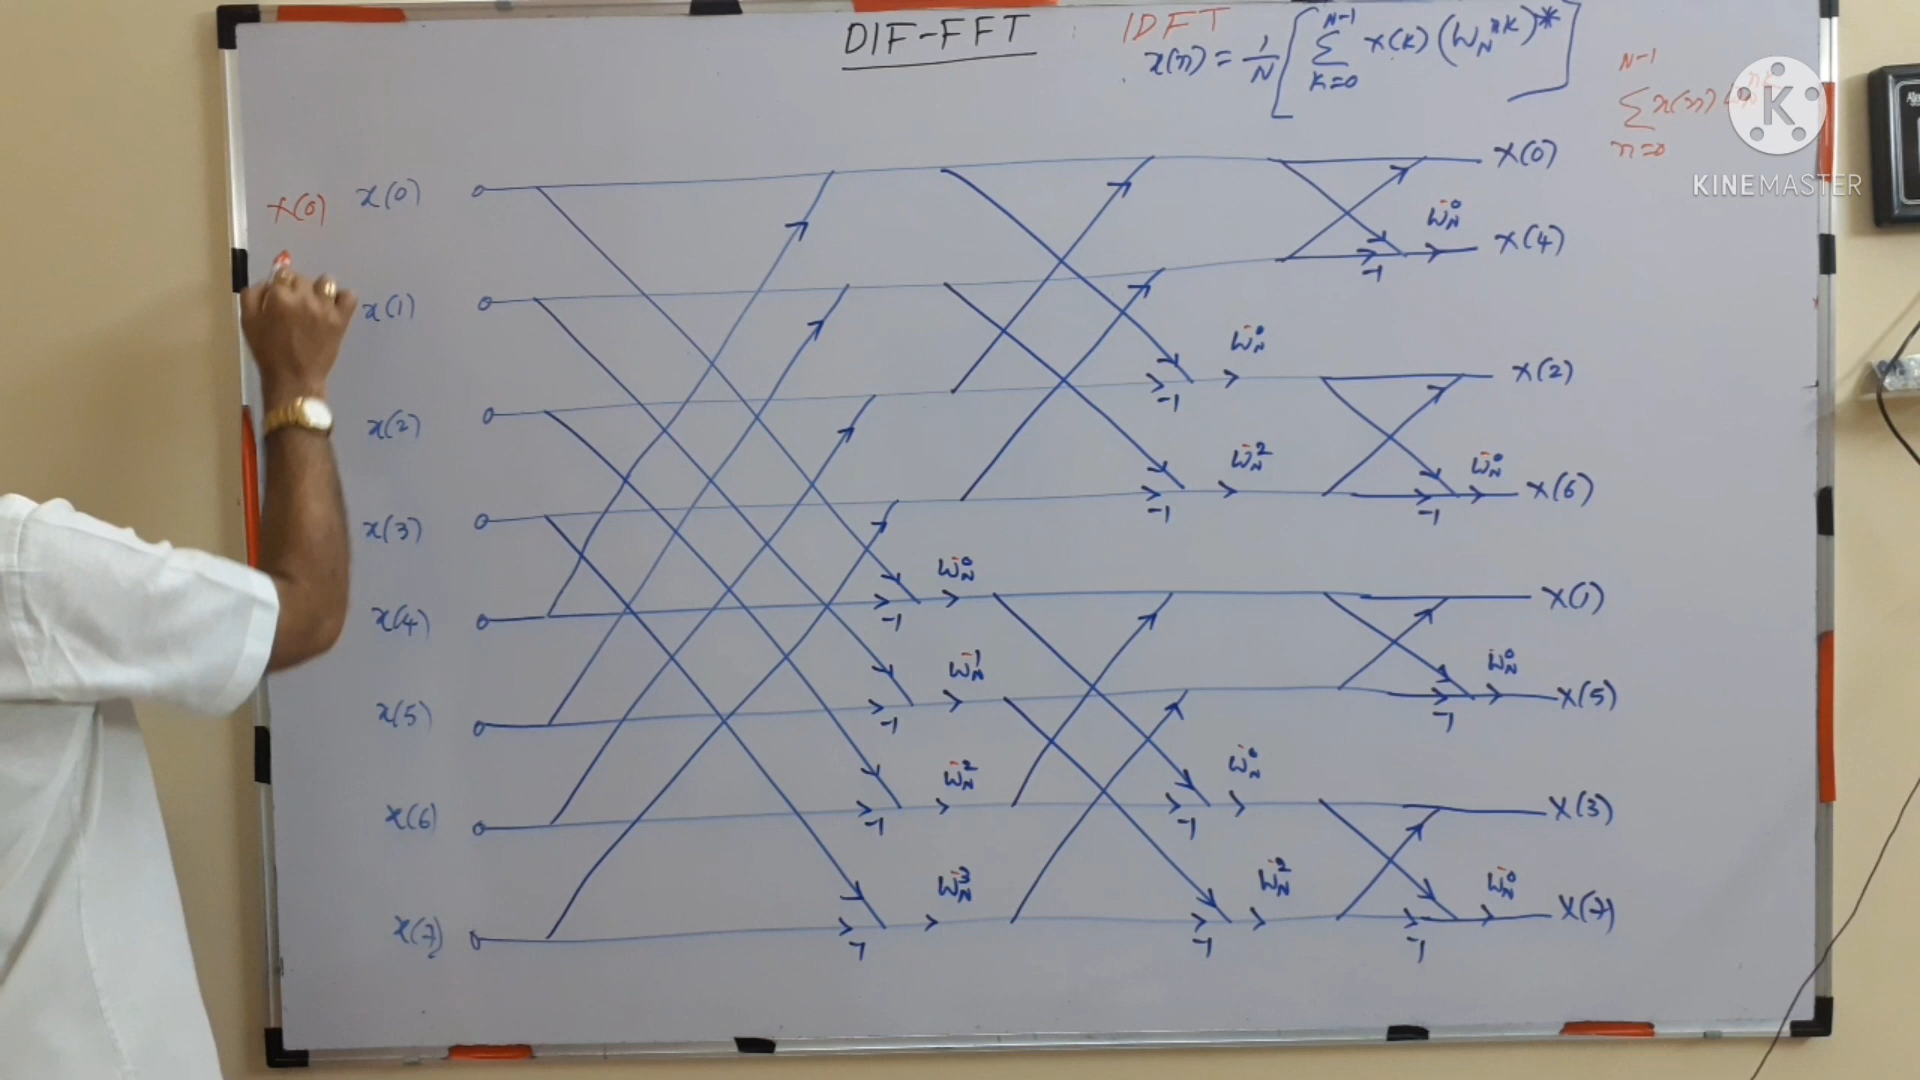 DIF-FFT : IDFT
x(n) = 1/N [ Σ_{k=0}^{N-1} X(k) (W_N^{nk})* ]
N-1
Σ x(n)
n=0
KINEMASTER
X(0) x(0) X(0)
W_N^{-0}
-1 X(4)
x(1)
W_N^{-0}
-1 X(2)
x(2)
W_N^{-2} W_N^{-0}
-1 -1 X(6)
x(3)
W_N^{-0}
x(4) -1 X(1)
W_N^{-1} W_N^{-0}
x(5) -1 -1 X(5)
W_N^{-2} W_N^{-0}
x(6) -1 -1 X(3)
W_N^{-3} W_N^{-2} W_N^{-0}
x(7) -1 -1 -1 X(7)